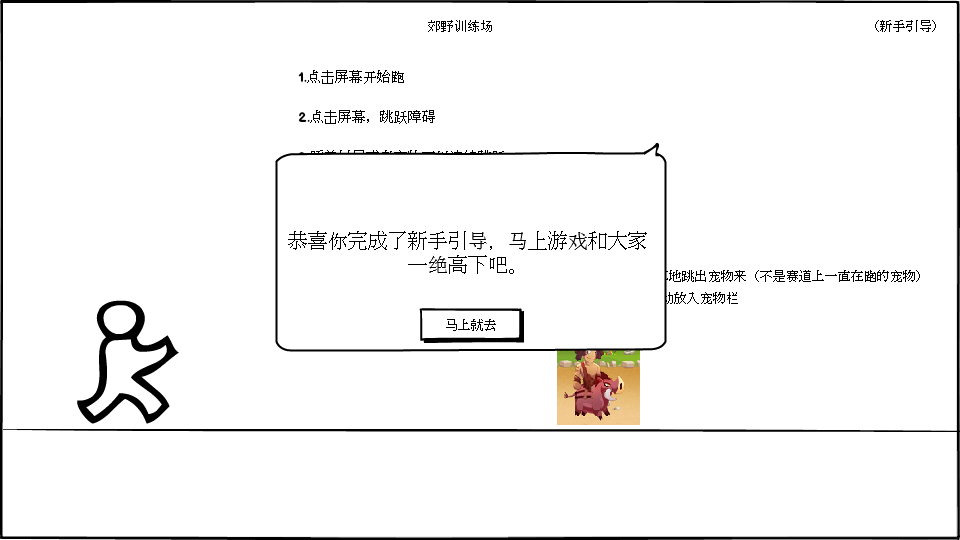 郊野训练场
（新手引导）
1.点击屏幕开始跑
2.点击屏幕，跳跃障碍
恭喜你完成了新手引导，马上游戏和大家
一绝高下吧。
地跳出宠物来（不是赛道上一直在跑的宠物）
放入宠物栏
马上就去